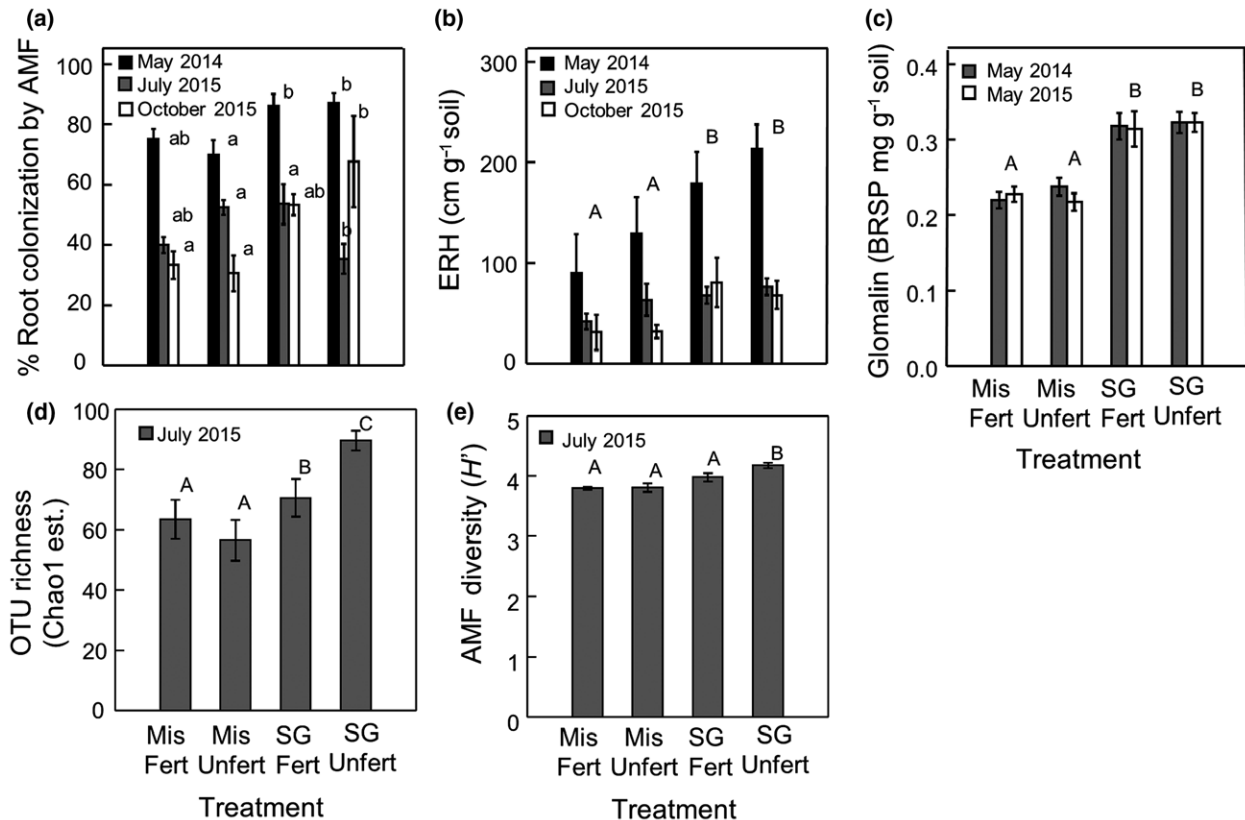 (a)
% Root colonization by AMF
100
80
60
40
20
0
May 2014
July 2015
October 2015
ab
a
b
b
ab
a
a
b
a
a
ab
b
(b)
ERH (cm g⁻¹ soil)
300
200
100
0
May 2014
July 2015
October 2015
A
A
B
B
(c)
Glomalin (BRSP mg g⁻¹ soil)
0.4
0.3
0.2
0.1
0.0
May 2014
May 2015
A
A
B
B
Mis
Fert
Mis
Unfert
SG
Fert
SG
Unfert
Treatment
(d)
OTU richness
(Chao1 est.)
100
80
60
40
20
0
July 2015
A
A
B
C
Mis
Fert
Mis
Unfert
SG
Fert
SG
Unfert
Treatment
(e)
AMF diversity (H')
5
4
3
2
1
0
July 2015
A
A
A
B
Mis
Fert
Mis
Unfert
SG
Fert
SG
Unfert
Treatment